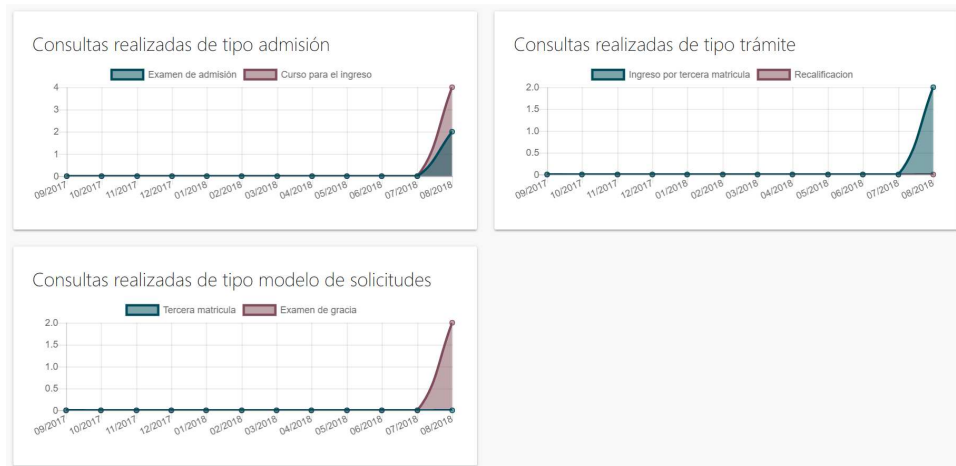 Consultas realizadas de tipo admisión
Examen de admisión Curso para el ingreso
4
3
2
1
0
09/2017 10/2017 11/2017 12/2017 01/2018 02/2018 03/2018 04/2018 05/2018 06/2018 07/2018 08/2018
Consultas realizadas de tipo trámite
Ingreso por tercera matricula Recalificacion
2.0
1.5
1.0
0.5
0
09/2017 10/2017 11/2017 12/2017 01/2018 02/2018 03/2018 04/2018 05/2018 06/2018 07/2018 08/2018
Consultas realizadas de tipo modelo de solicitudes
Tercera matricula Examen de gracia
2.0
1.5
1.0
0.5
0
09/2017 10/2017 11/2017 12/2017 01/2018 02/2018 03/2018 04/2018 05/2018 06/2018 07/2018 08/2018